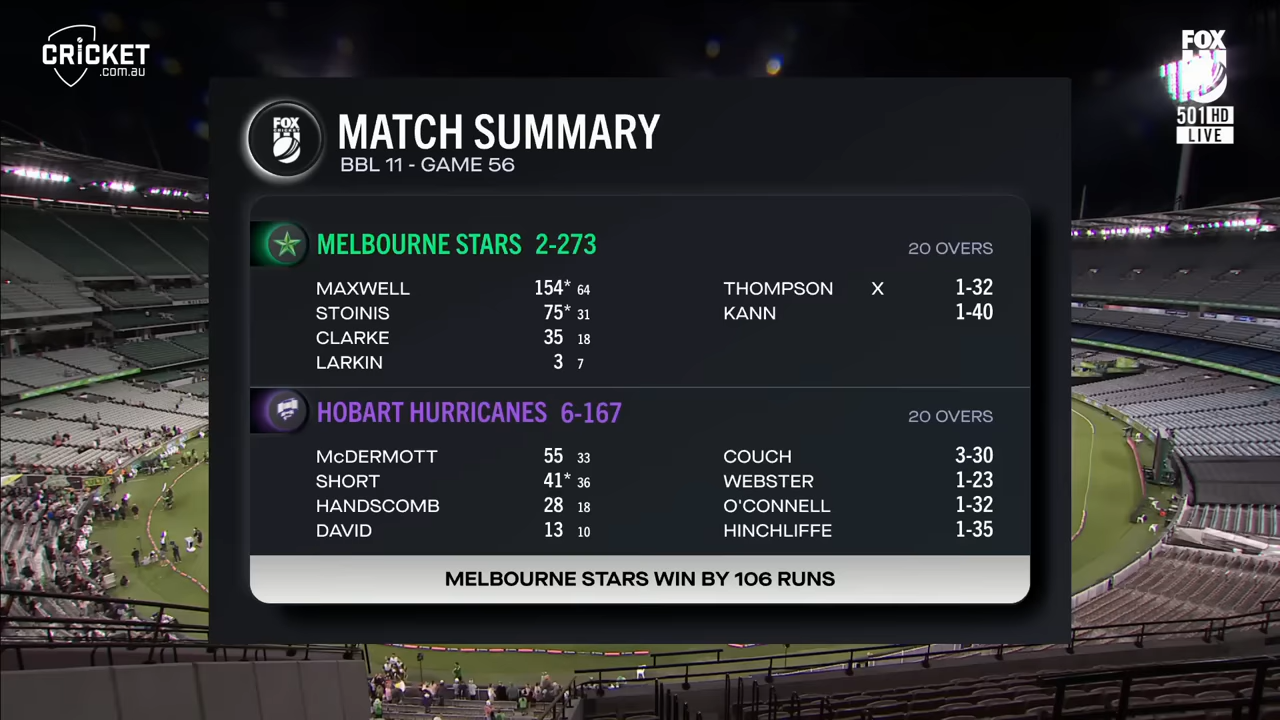 CRICKET
.com.au
FOX
501 HD
LIVE
FOX
CRICKET
MATCH SUMMARY
BBL 11 - GAME 56
MELBOURNE STARS 2-273 20 OVERS
MAXWELL 154* 64 THOMPSON X 1-32
STOINIS 75* 31 KANN 1-40
CLARKE 35 18
LARKIN 3 7
HOBART HURRICANES 6-167 20 OVERS
McDERMOTT 55 33 COUCH 3-30
SHORT 41* 36 WEBSTER 1-23
HANDSCOMB 28 18 O'CONNELL 1-32
DAVID 13 10 HINCHLIFFE 1-35
MELBOURNE STARS WIN BY 106 RUNS